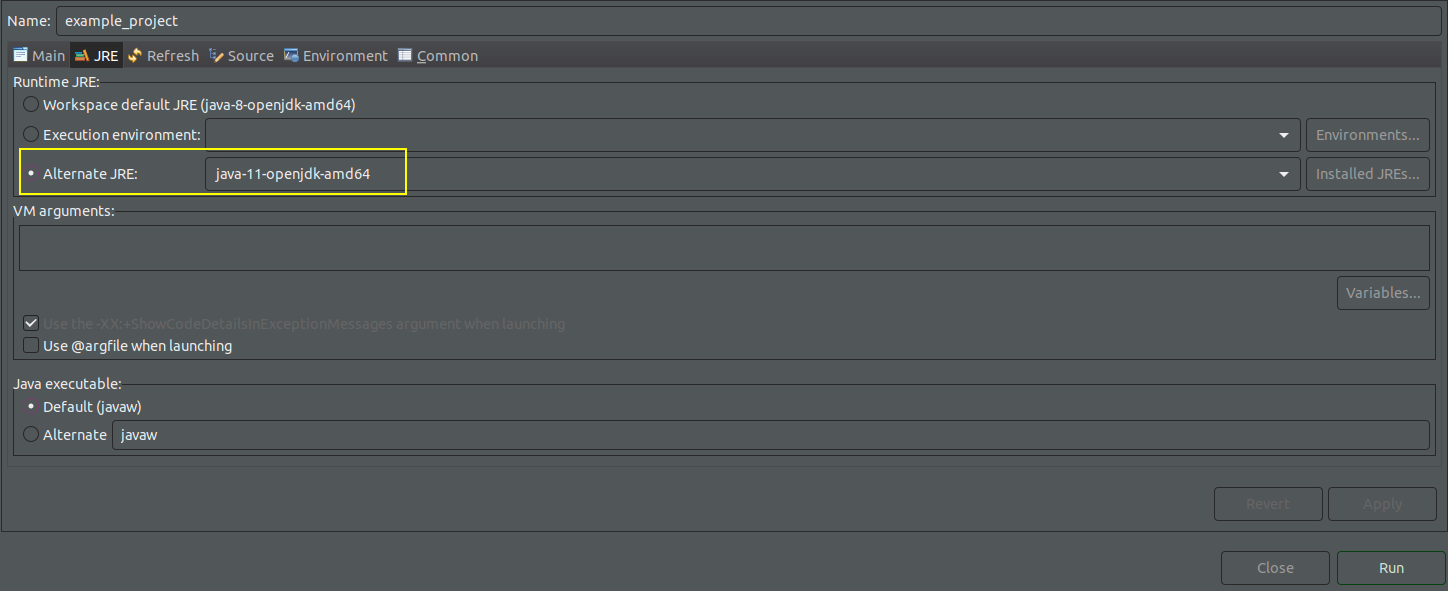 Name: example_project
Main JRE Refresh Source Environment Common
Runtime JRE:
Workspace default JRE (java-8-openjdk-amd64)
Execution environment: Environments...
Alternate JRE: java-11-openjdk-amd64 Installed JREs...
VM arguments:
Variables...
Use the -XX:+ShowCodeDetailsInExceptionMessages argument when launching
Use @argfile when launching
Java executable:
Default (javaw)
Alternate javaw
Revert Apply
Close Run